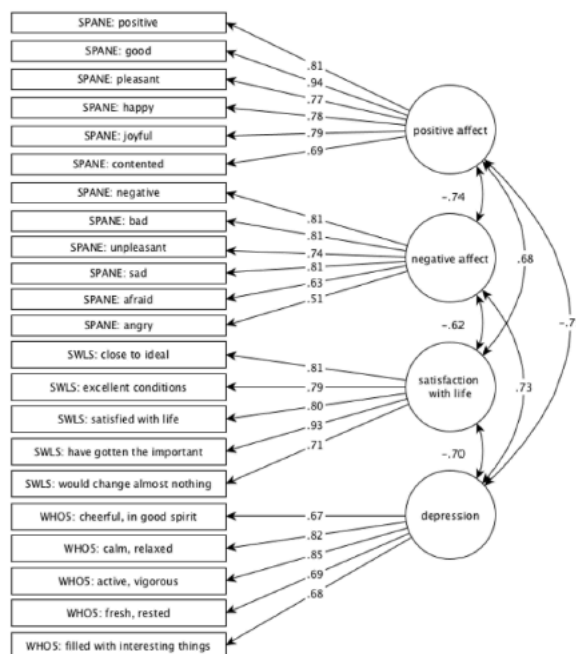 SPANE: positive
SPANE: good
SPANE: pleasant
SPANE: happy
SPANE: joyful
SPANE: contented
SPANE: negative
SPANE: bad
SPANE: unpleasant
SPANE: sad
SPANE: afraid
SPANE: angry
SWLS: close to ideal
SWLS: excellent conditions
SWLS: satisfied with life
SWLS: have gotten the important
SWLS: would change almost nothing
WHOS: cheerful, in good spirit
WHOS: calm, relaxed
WHOS: active, vigorous
WHOS: fresh, rested
WHOS: filled with interesting things
.81
.94
.77
.78
.79
.69
.81
.81
.74
.81
.63
.51
.81
.79
.80
.93
.71
.67
.82
.85
.69
.68
positive affect
negative affect
satisfaction
with life
depression
-.74
-.62
-.70
.68
.73
-.7